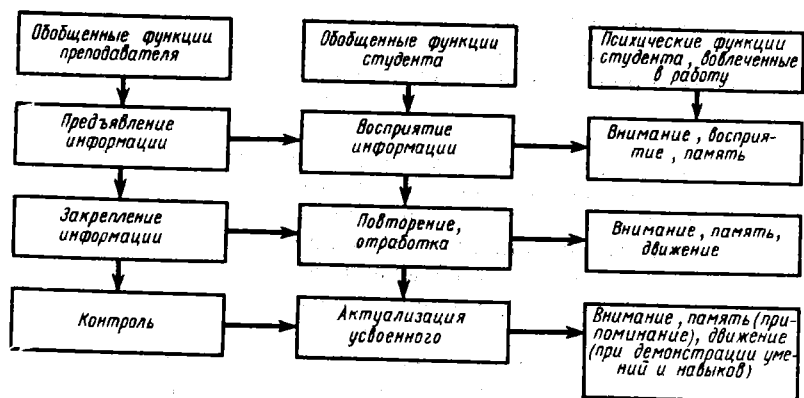 Обобщенные функции
преподавателя
Обобщенные функции
студента
Психические функции
студента, вовлеченные
в работу
Предъявление
информации
Восприятие
информации
Внимание, восприя-
тие, память
Закрепление
информации
Повторение,
отработка
Внимание, память,
движение
Контроль
Актуализация
усвоенного
Внимание, память (при-
поминание), движение
(при демонстрации уме-
ний и навыков)